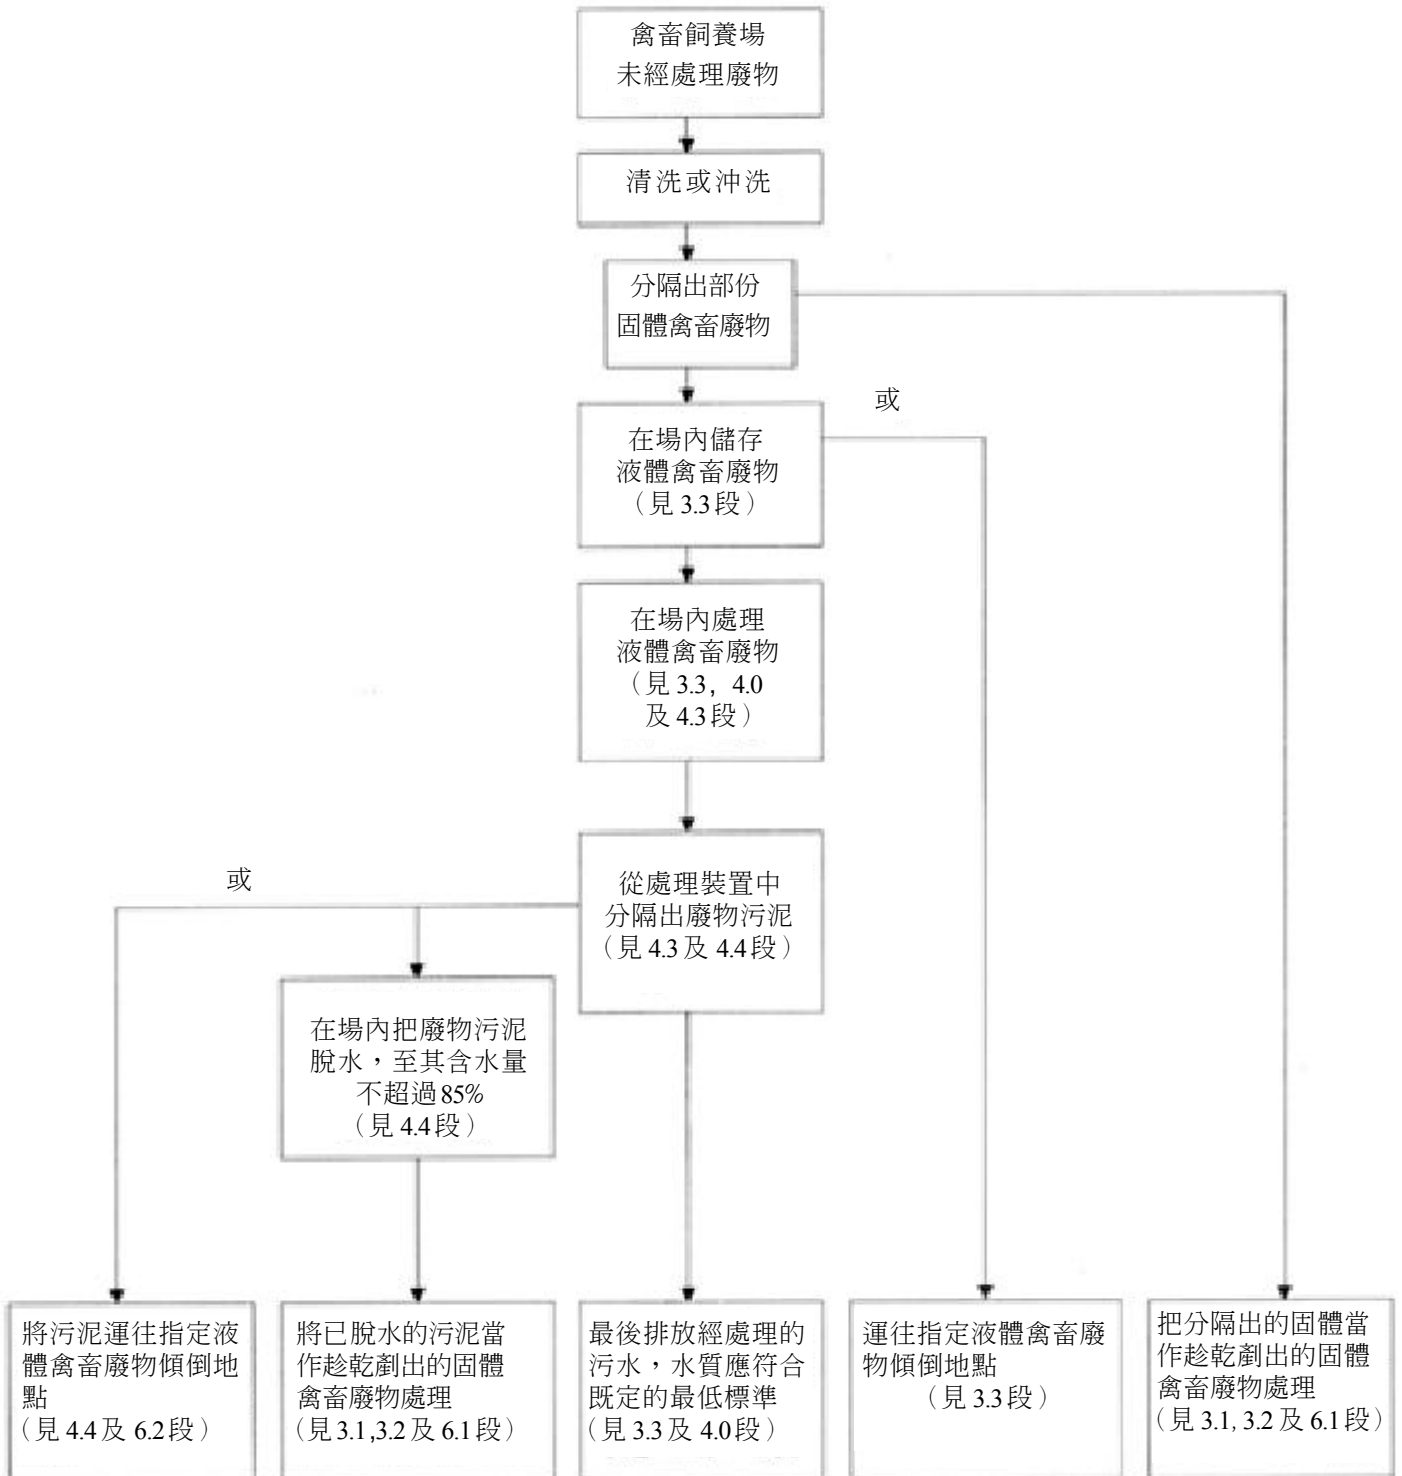 禽畜飼養場
未經處理廢物
清洗或沖洗
分隔出部份
固體禽畜廢物
或
在場內儲存
液體禽畜廢物
（見 3.3 段）
在場內處理
液體禽畜廢物
（見 3.3，4.0
及 4.3 段）
或
從處理裝置中
分隔出廢物污泥
（見 4.3 及 4.4 段）
在場內把廢物污泥
脫水，至其含水量
不超過 85%
（見 4.4 段）
將污泥運往指定液
體禽畜廢物傾倒地
點
（見 4.4 及 6.2 段）
將已脫水的污泥當
作趁乾剷出的固體
禽畜廢物處理
（見 3.1,3.2 及 6.1 段）
最後排放經處理的
污水，水質應符合
既定的最低標準
（見 3.3 及 4.0 段）
運往指定液體禽畜廢
物傾倒地點
（見 3.3 段）
把分隔出的固體當
作趁乾剷出的固體
禽畜廢物處理
（見 3.1, 3.2 及 6.1 段）